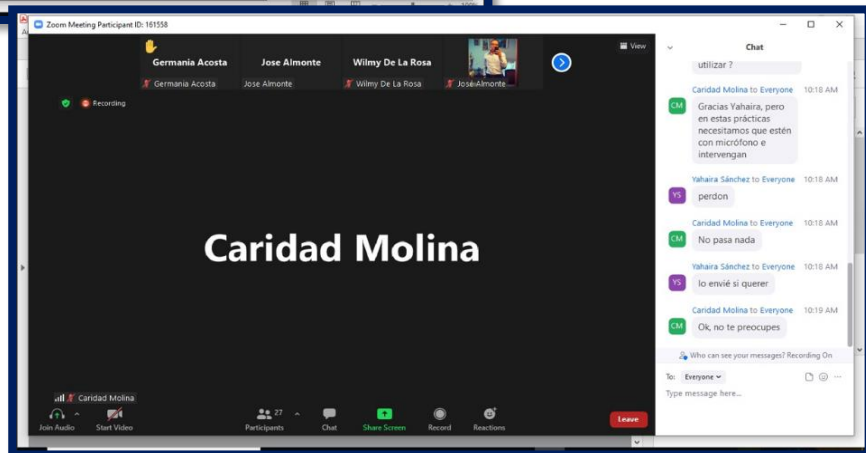 100%
Zoom Meeting Participant ID: 161558
Germania Acosta
Jose Almonte
Wilmy De La Rosa
View
Germania Acosta
Jose Almonte
Wilmy De La Rosa
José Almonte
Recording
Caridad Molina
Caridad Molina
Join Audio
Start Video
27
Participants
Chat
Share Screen
Record
Reactions
Leave
Chat
utilizar ?
Caridad Molina to Everyone 10:18 AM
CM
Gracias Yahaira, pero
en estas prácticas
necesitamos que estén
con micrófono e
intervengan
Yahaira Sánchez to Everyone 10:18 AM
YS
perdon
Caridad Molina to Everyone 10:18 AM
CM
No pasa nada
Yahaira Sánchez to Everyone 10:18 AM
YS
lo envié si querer
Caridad Molina to Everyone 10:19 AM
CM
Ok, no te preocupes
Who can see your messages? Recording On
To: Everyone
Type message here...